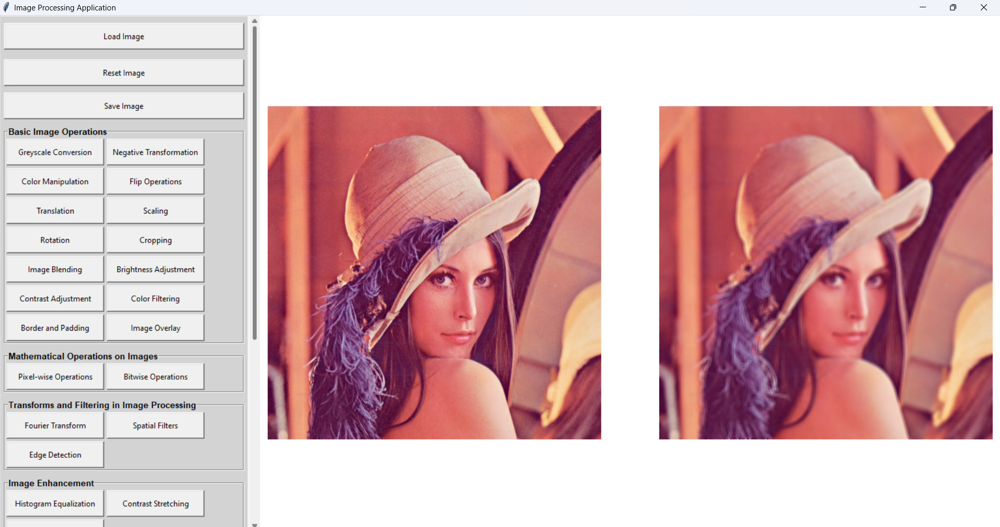 Image Processing Application
Load Image
Reset Image
Save Image
Basic Image Operations
Greyscale Conversion
Negative Transformation
Color Manipulation
Flip Operations
Translation
Scaling
Rotation
Cropping
Image Blending
Brightness Adjustment
Contrast Adjustment
Color Filtering
Border and Padding
Image Overlay
Mathematical Operations on Images
Pixel-wise Operations
Bitwise Operations
Transforms and Filtering in Image Processing
Fourier Transform
Spatial Filters
Edge Detection
Image Enhancement
Histogram Equalization
Contrast Stretching